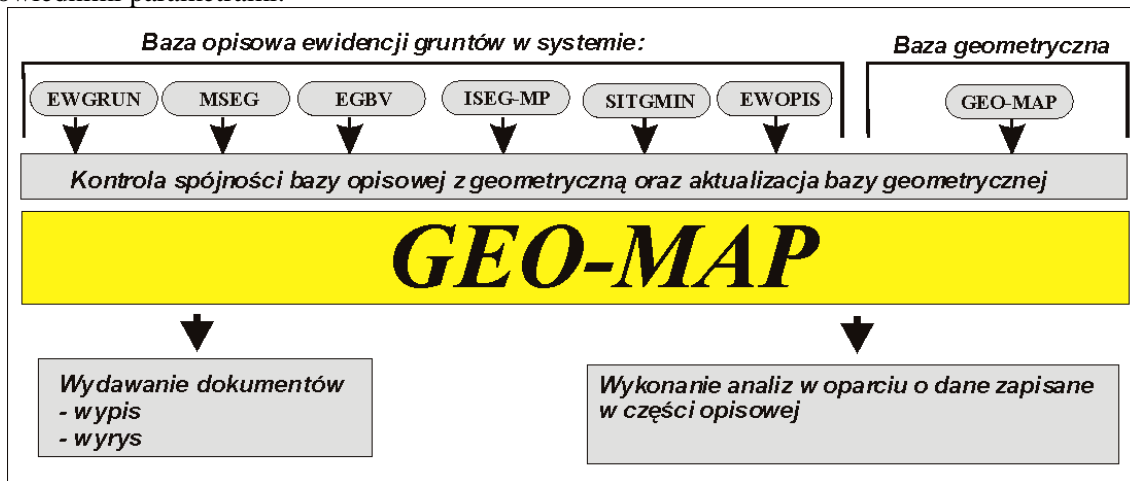 parametrami.
Baza opisowa ewidencji gruntów w systemie:
Baza geometryczna
EWGRUN MSEG EGBV ISEG-MP SITGMIN EWOPIS GEO-MAP
Kontrola spójności bazy opisowej z geometryczną oraz aktualizacja bazy geometrycznej
GEO-MAP
Wydawanie dokumentów
- wypis
- wyrys
Wykonanie analiz w oparciu o dane zapisane
w części opisowej